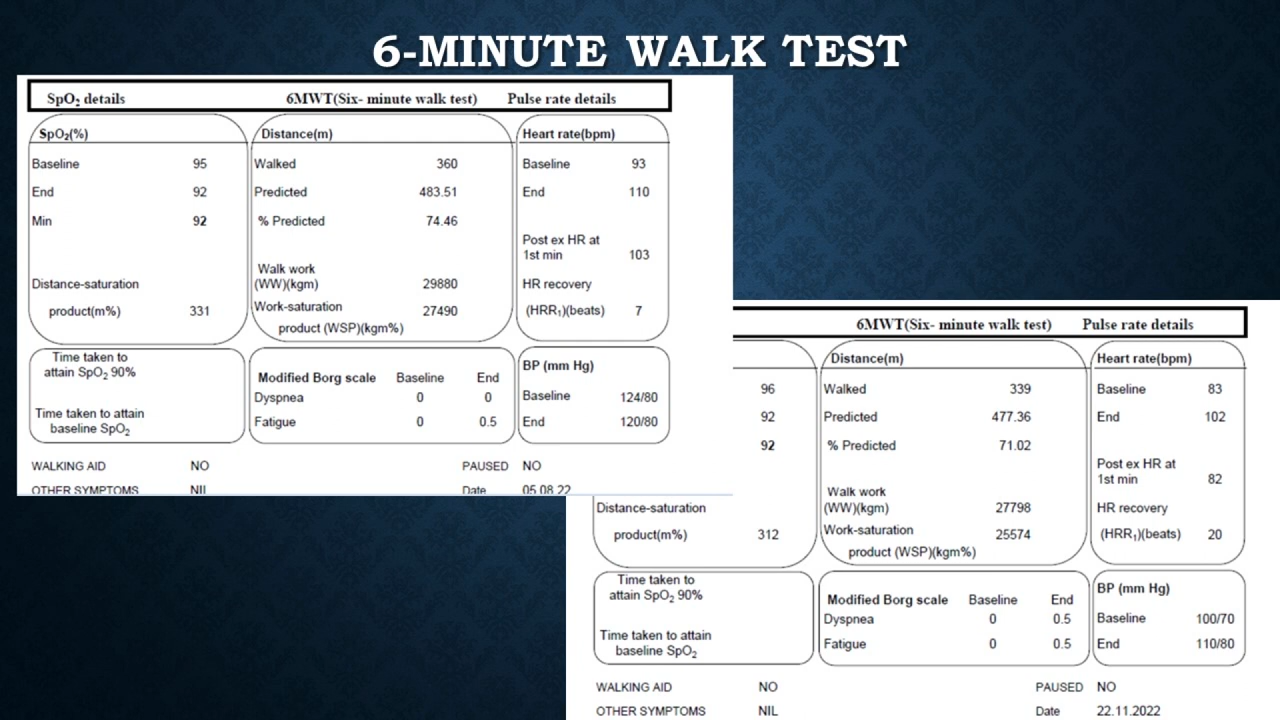 6-MINUTE WALK TEST
SpO2 details 6MWT(Six- minute walk test) Pulse rate details
SpO2(%) Distance(m) Heart rate(bpm)
Baseline 95 Walked 360 Baseline 93
End 92 Predicted 483.51 End 110
Min 92 % Predicted 74.46
Post ex HR at
1st min 103
Walk work
Distance-saturation (WW)(kgm) 29880 HR recovery
product(m%) 331 Work-saturation 27490 (HRR1)(beats) 7
product (WSP)(kgm%)
Time taken to
attain SpO2 90%
Time taken to attain
baseline SpO2
Modified Borg scale Baseline End
Dyspnea 0 0
Fatigue 0 0.5
BP (mm Hg)
Baseline 124/80
End 120/80
WALKING AID NO PAUSED NO
OTHER SYMPTOMS NIL Date 05.08.22
6MWT(Six- minute walk test) Pulse rate details
Distance(m) Heart rate(bpm)
96 Walked 339 Baseline 83
92 Predicted 477.36 End 102
92 % Predicted 71.02
Post ex HR at
1st min 82
Walk work
Distance-saturation (WW)(kgm) 27798 HR recovery
product(m%) 312 Work-saturation 25574 (HRR1)(beats) 20
product (WSP)(kgm%)
Time taken to
attain SpO2 90%
Time taken to attain
baseline SpO2
Modified Borg scale Baseline End
Dyspnea 0 0.5
Fatigue 0 0.5
BP (mm Hg)
Baseline 100/70
End 110/80
WALKING AID NO PAUSED NO
OTHER SYMPTOMS NIL Date 22.11.2022